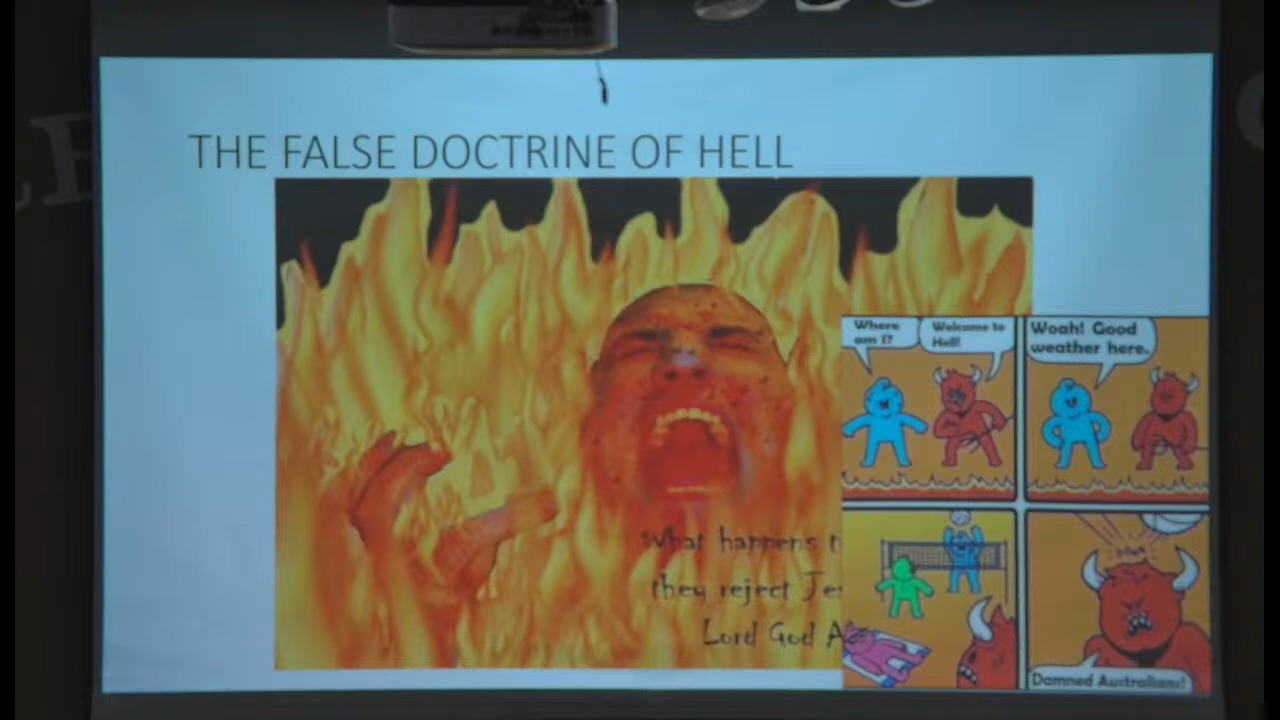 THE FALSE DOCTRINE OF HELL
What happens
they reject
Lord God
Where
am I?
Welcome to
Hell!
Woah! Good
weather here.
Damned Australians!